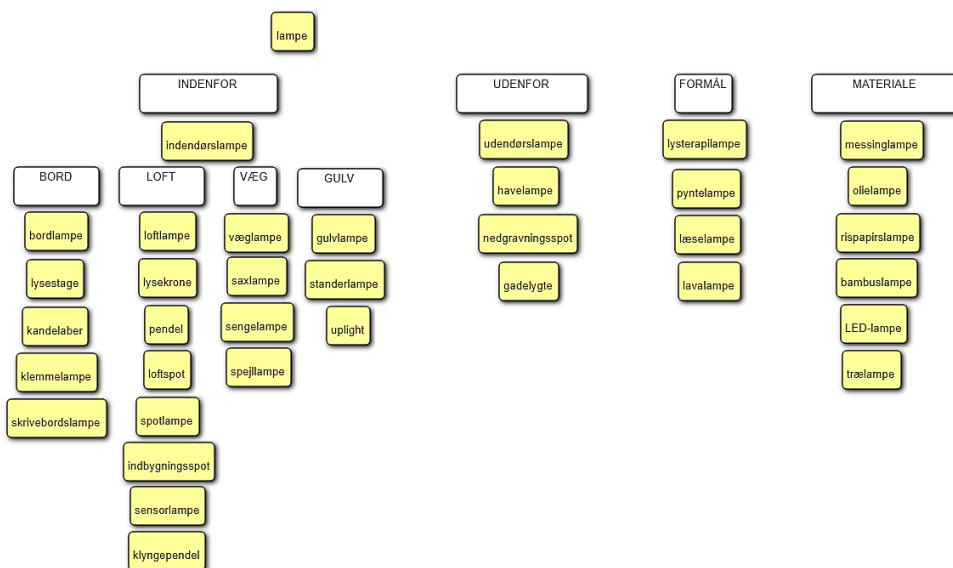 lampe
INDENFOR
UDENFOR
FORMÅL
MATERIALE
indendørslampe
BORD
LOFT
VÆG
GULV
bordlampe
lysestage
kandelaber
klemmelampe
skrivebordslampe
loftlampe
lysekrone
pendel
loftspot
spotlampe
indbygningsspot
sensorlampe
klyngependel
væglampe
saxlampe
sengelampe
spejllampe
gulvlampe
standerlampe
uplight
udendørslampe
havelampe
nedgravningsspot
gadelygte
lysterapilampe
pyntelampe
læselampe
lavalampe
messinglampe
olielampe
rispapirslampe
bambuslampe
LED-lampe
trælampe